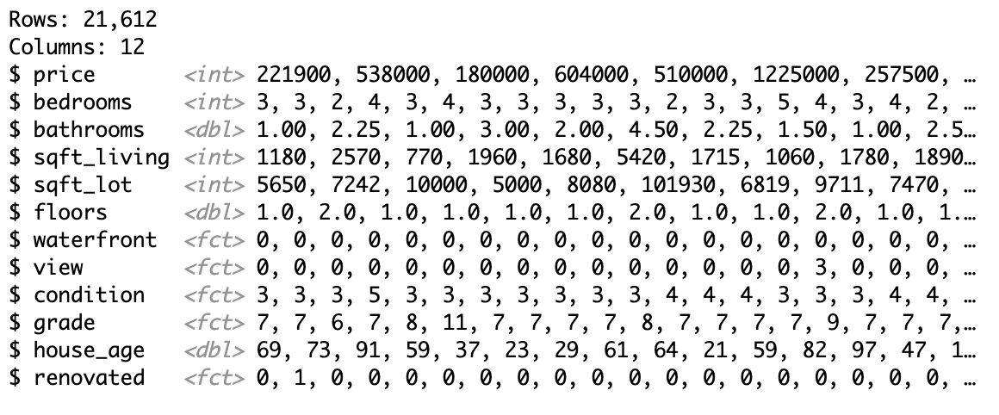 Rows: 21,612
Columns: 12
$ price       <int> 221900, 538000, 180000, 604000, 510000, 1225000, 257500, …
$ bedrooms    <int> 3, 3, 2, 4, 3, 4, 3, 3, 3, 3, 3, 2, 3, 3, 5, 4, 3, 4, 2, …
$ bathrooms   <dbl> 1.00, 2.25, 1.00, 3.00, 2.00, 4.50, 2.25, 1.50, 1.00, 2.5…
$ sqft_living <int> 1180, 2570, 770, 1960, 1680, 5420, 1715, 1060, 1780, 1890…
$ sqft_lot    <int> 5650, 7242, 10000, 5000, 8080, 101930, 6819, 9711, 7470, …
$ floors      <dbl> 1.0, 2.0, 1.0, 1.0, 1.0, 1.0, 2.0, 1.0, 1.0, 2.0, 1.0, 1.…
$ waterfront  <fct> 0, 0, 0, 0, 0, 0, 0, 0, 0, 0, 0, 0, 0, 0, 0, 0, 0, 0, 0, …
$ view        <fct> 0, 0, 0, 0, 0, 0, 0, 0, 0, 0, 0, 0, 0, 0, 0, 3, 0, 0, 0, …
$ condition   <fct> 3, 3, 3, 5, 3, 3, 3, 3, 3, 3, 3, 4, 4, 4, 3, 3, 3, 4, 4, …
$ grade       <fct> 7, 7, 6, 7, 8, 11, 7, 7, 7, 7, 8, 7, 7, 7, 7, 9, 7, 7, 7,…
$ house_age   <dbl> 69, 73, 91, 59, 37, 23, 29, 61, 64, 21, 59, 82, 97, 47, 1…
$ renovated   <fct> 0, 1, 0, 0, 0, 0, 0, 0, 0, 0, 0, 0, 0, 0, 0, 0, 0, 0, 0, …